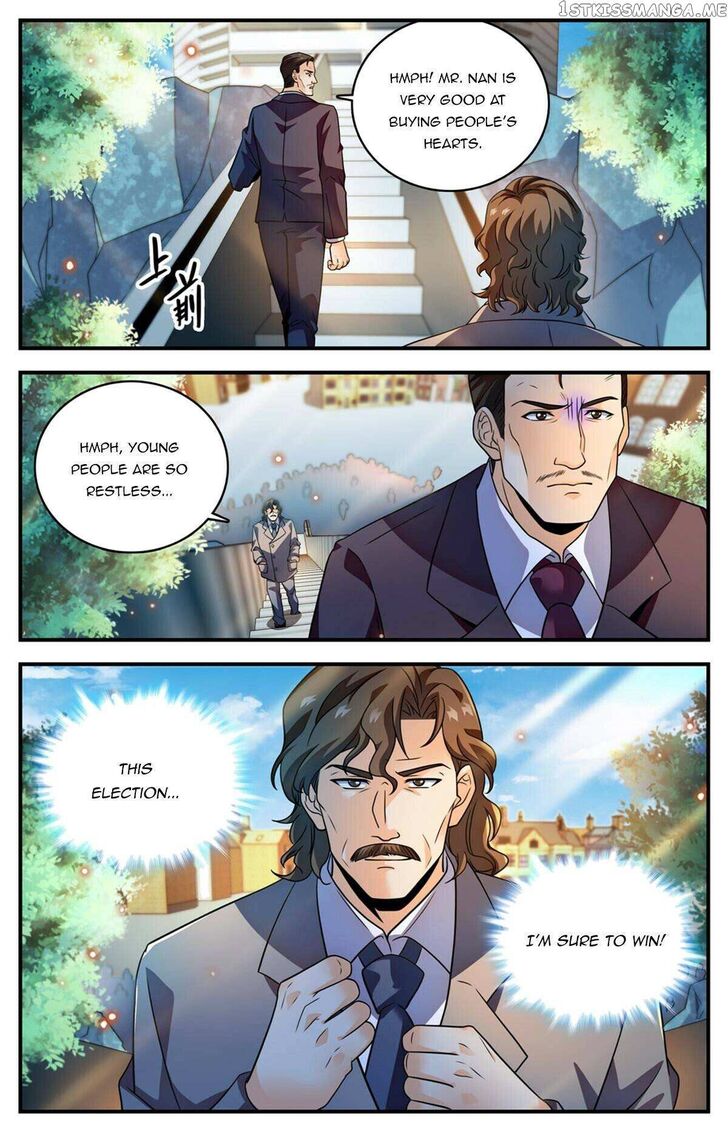 1STKISSMANGA.ME
HMPH! MR. NAN IS
VERY GOOD AT
BUYING PEOPLE'S
HEARTS.
上
前
HMPH, YOUNG
PEOPLE ARE SO
RESTLESS...
THIS
ELECTION...
I'M SURE TO WIN!